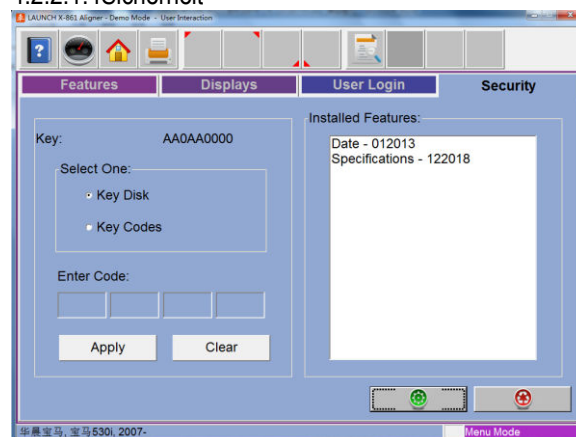 LAUNCH X-861 Aligner - Demo Mode - User Interaction
Features
Displays
User Login
Security
Key:
AA0AA0000
Select One:
Key Disk
Key Codes
Enter Code:
Apply
Clear
Installed Features:
Date - 012013
Specifications - 122018
华晨宝马, 宝马530i, 2007-
Menu Mode